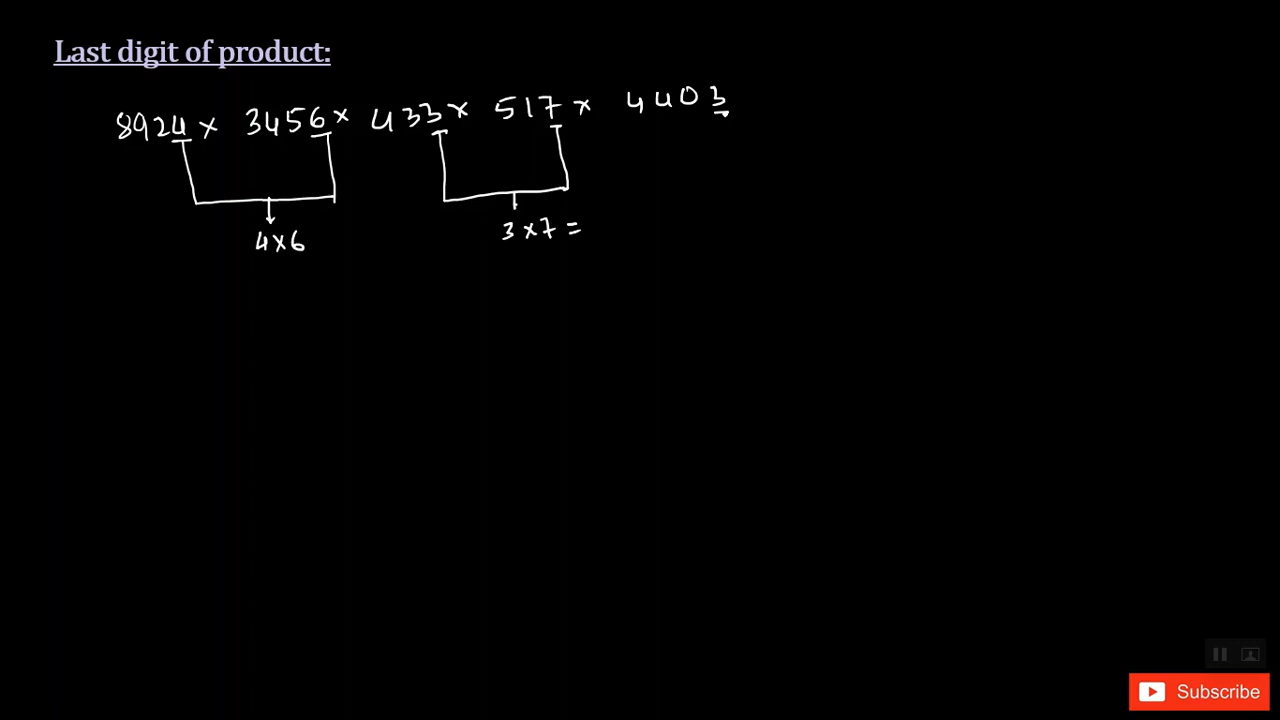 Last digit of product:
8924 × 3456 × 433 × 517 × 4403
4×6 3×7 =
Subscribe